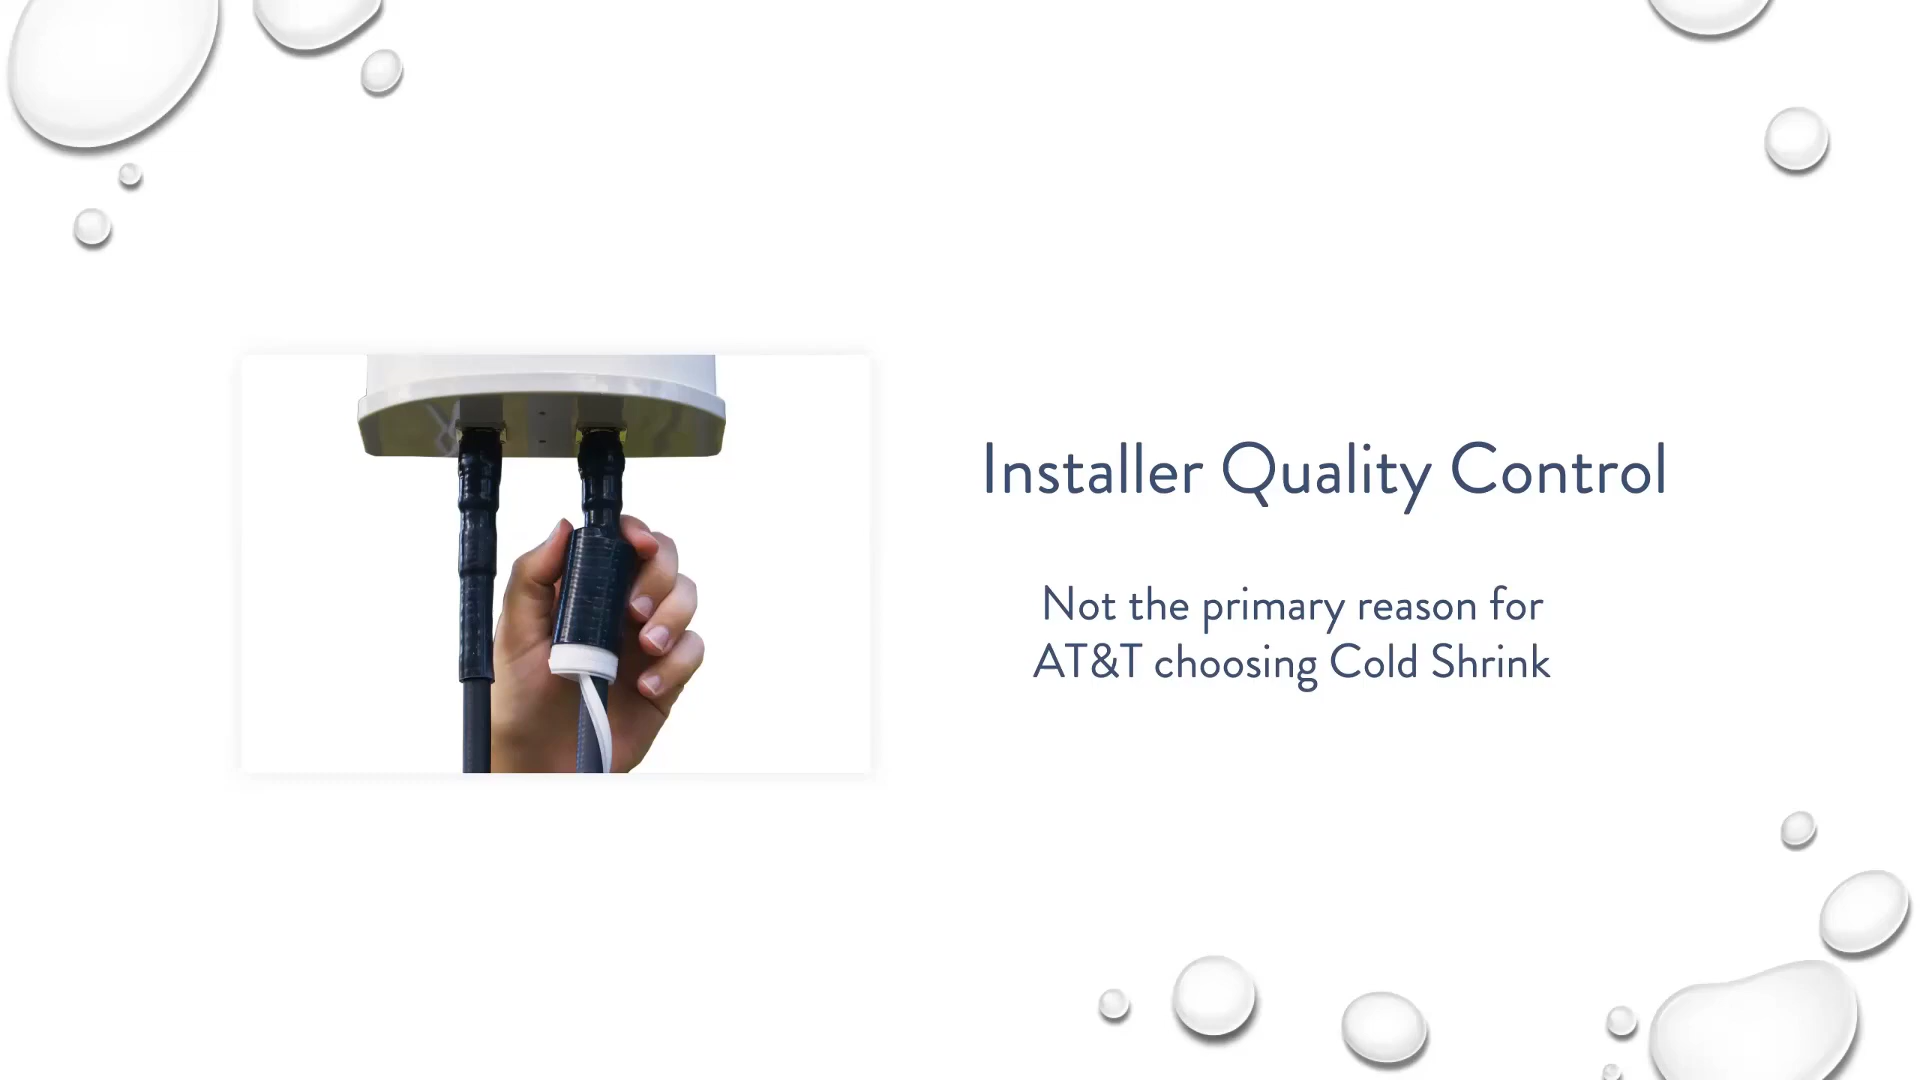 Installer Quality Control
Not the primary reason for
AT&T choosing Cold Shrink